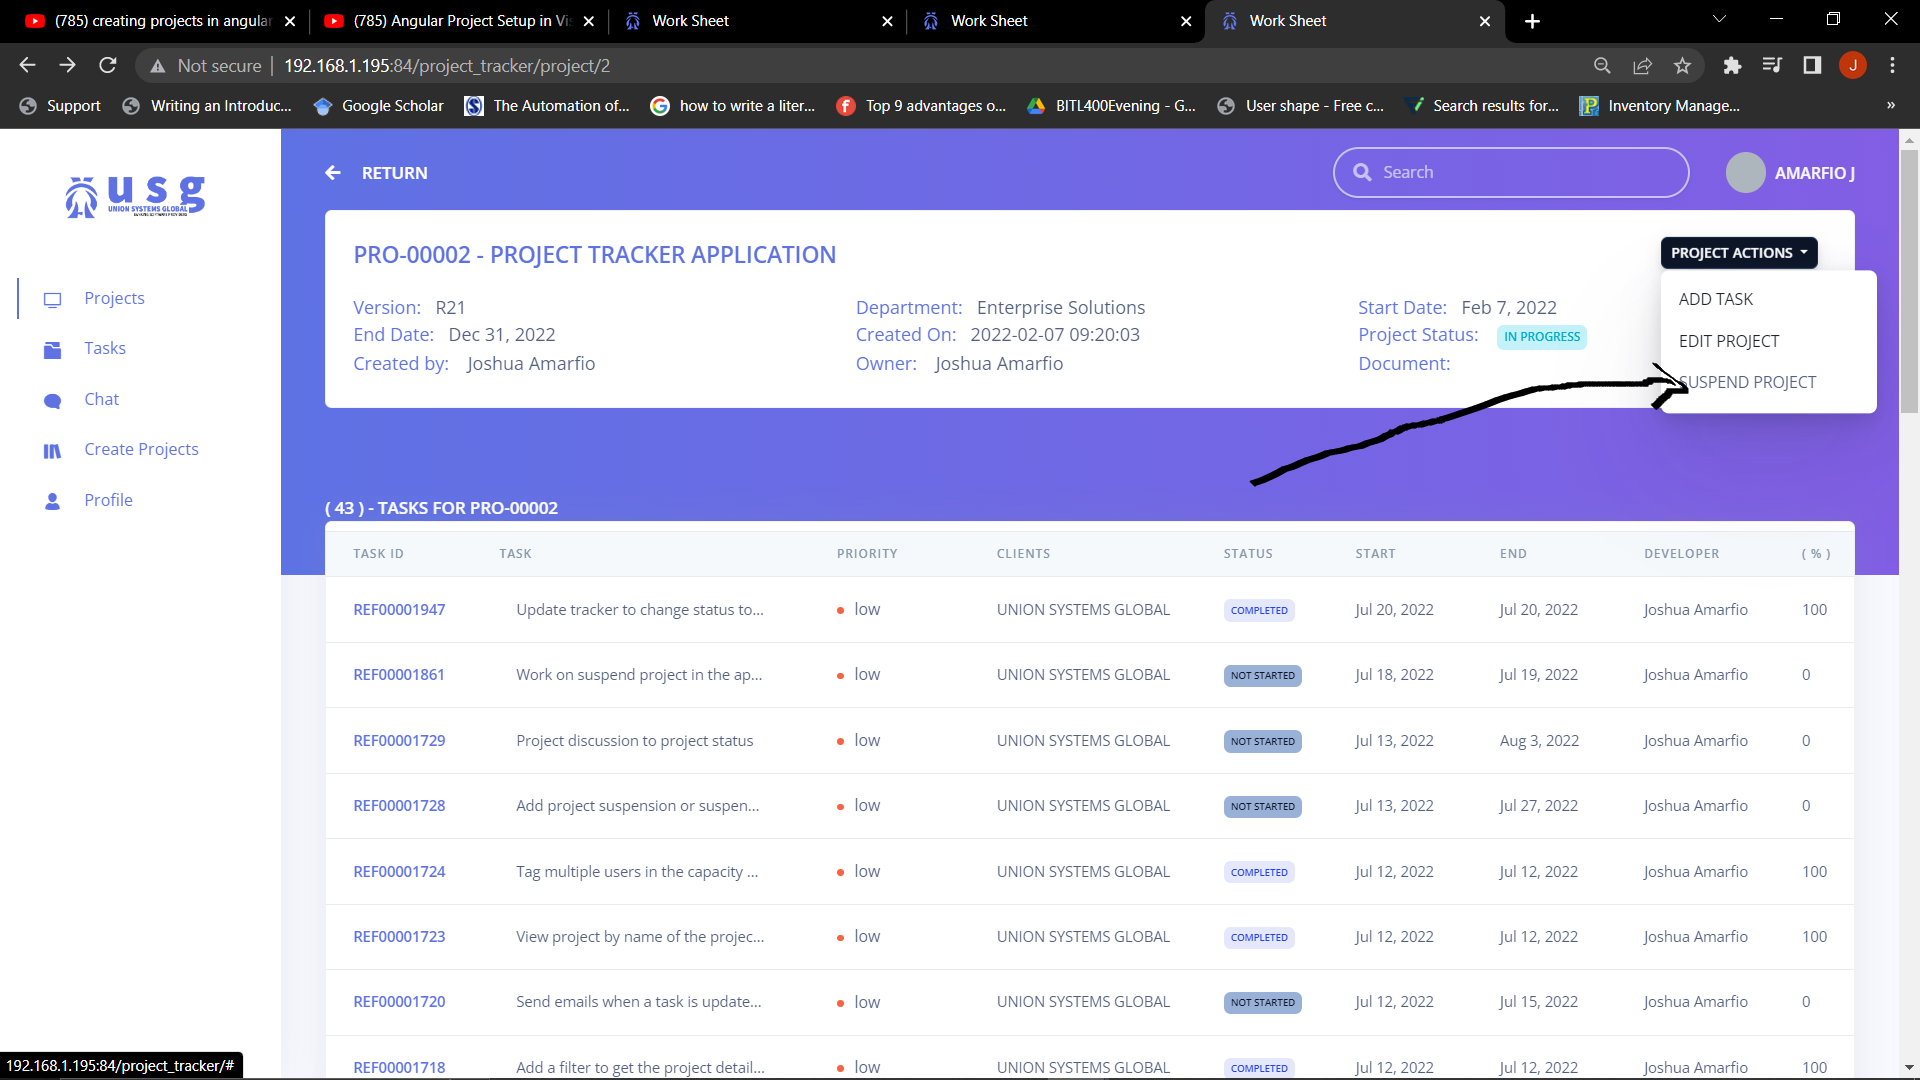 (785) creating projects in angular
(785) Angular Project Setup in Vis
Work Sheet
Work Sheet
Work Sheet
Not secure
192.168.1.195:84/project_tracker/project/2
J
Support
Writing an Introduc...
Google Scholar
The Automation of...
how to write a liter...
Top 9 advantages o...
BITL400Evening - G...
User shape - Free c...
Search results for...
Inventory Manage...
»
usg
UNION SYSTEMS GLOBAL
Projects
Tasks
Chat
Create Projects
Profile
RETURN
Search
AMARFIO J
PRO-00002 - PROJECT TRACKER APPLICATION
PROJECT ACTIONS
ADD TASK
EDIT PROJECT
SUSPEND PROJECT
Version: R21 Department: Enterprise Solutions Start Date: Feb 7, 2022
End Date: Dec 31, 2022 Created On: 2022-02-07 09:20:03 Project Status: IN PROGRESS
Created by: Joshua Amarfio Owner: Joshua Amarfio Document:
( 43 ) - TASKS FOR PRO-00002
TASK ID TASK PRIORITY CLIENTS STATUS START END DEVELOPER ( % )
REF00001947 Update tracker to change status to... low UNION SYSTEMS GLOBAL COMPLETED Jul 20, 2022 Jul 20, 2022 Joshua Amarfio 100
REF00001861 Work on suspend project in the ap... low UNION SYSTEMS GLOBAL NOT STARTED Jul 18, 2022 Jul 19, 2022 Joshua Amarfio 0
REF00001729 Project discussion to project status low UNION SYSTEMS GLOBAL NOT STARTED Jul 13, 2022 Aug 3, 2022 Joshua Amarfio 0
REF00001728 Add project suspension or suspen... low UNION SYSTEMS GLOBAL NOT STARTED Jul 13, 2022 Jul 27, 2022 Joshua Amarfio 0
REF00001724 Tag multiple users in the capacity ... low UNION SYSTEMS GLOBAL COMPLETED Jul 12, 2022 Jul 12, 2022 Joshua Amarfio 100
REF00001723 View project by name of the projec... low UNION SYSTEMS GLOBAL COMPLETED Jul 12, 2022 Jul 12, 2022 Joshua Amarfio 100
REF00001720 Send emails when a task is update... low UNION SYSTEMS GLOBAL NOT STARTED Jul 12, 2022 Jul 15, 2022 Joshua Amarfio 0
REF00001718 Add a filter to get the project detail... low UNION SYSTEMS GLOBAL COMPLETED Jul 12, 2022 Jul 12, 2022 Joshua Amarfio 100
192.168.1.195:84/project_tracker/#